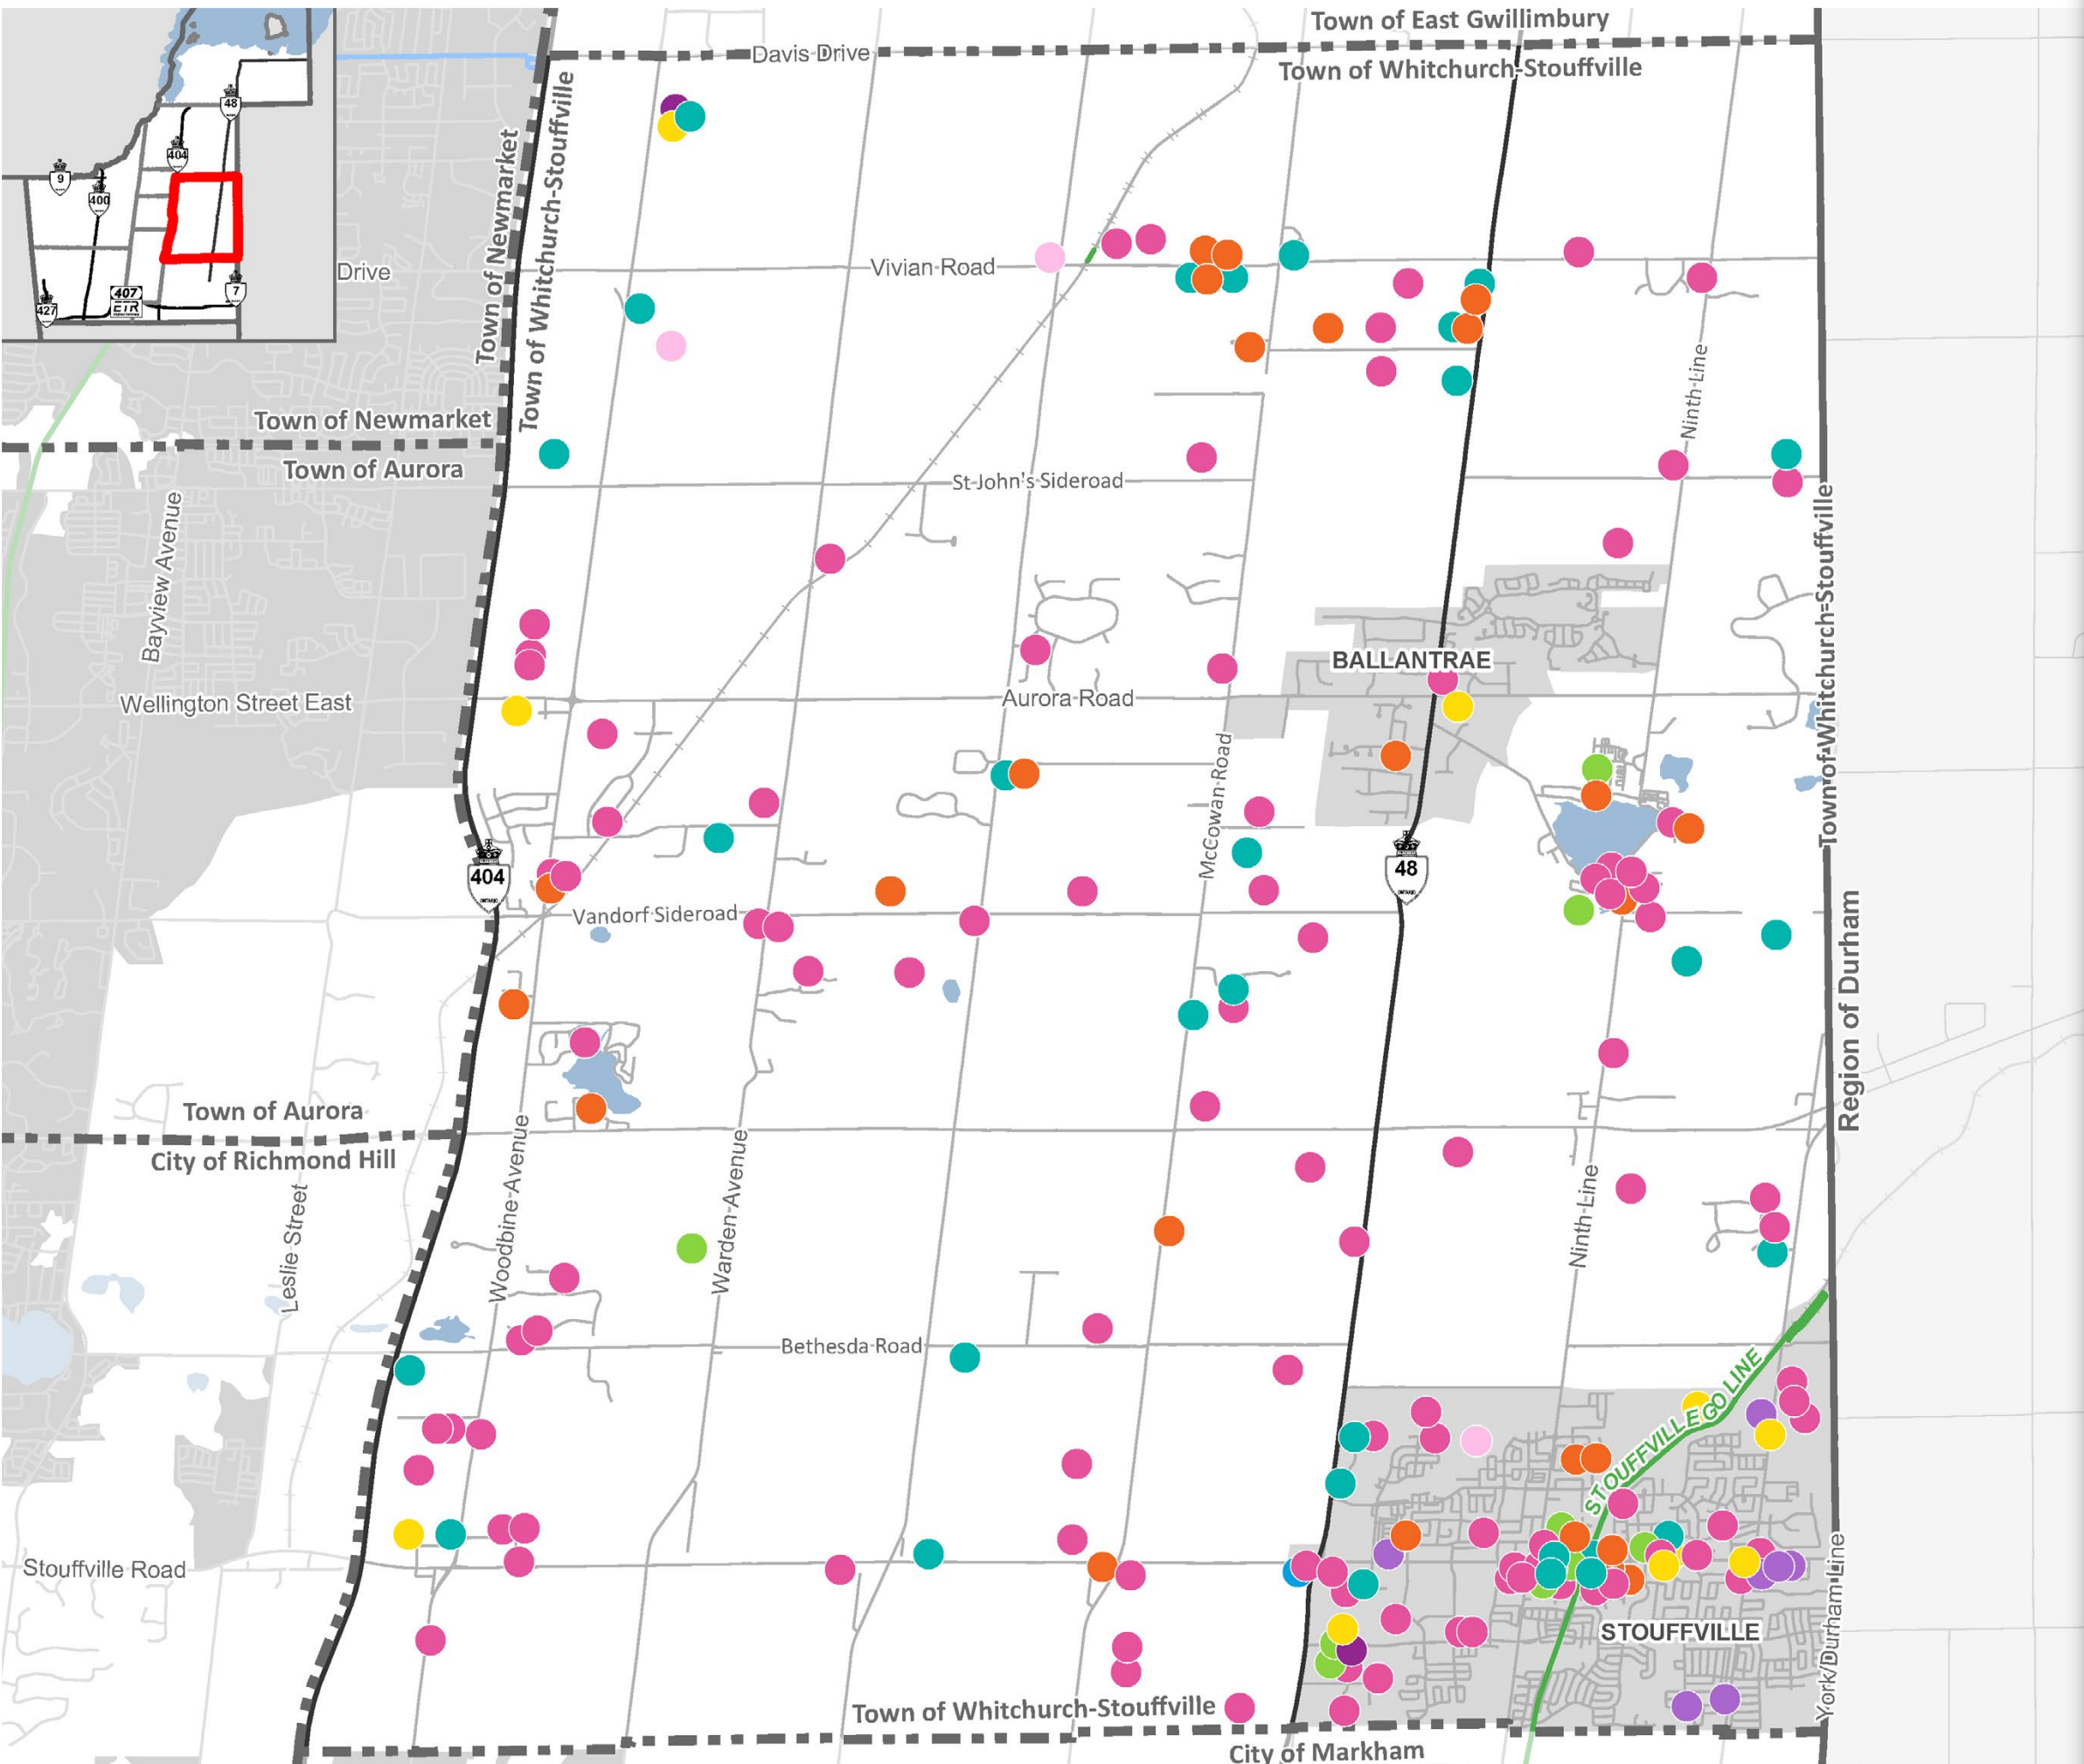 Town of East Gwillimbury
Davis Drive
Town of Whitchurch-Stouffville
48
404
9
400
407
ETR
7
427
Town of Newmarket
Town of Whitchurch-Stouffville
Drive
Vivian Road
Ninth Line
Town of Newmarket
Town of Aurora
St John's Sideroad
Bayview Avenue
Town of Whitchurch-Stouffville
BALLANTRAE
Wellington Street East
Aurora Road
McCowan Road
404
ONTARIO
48
ONTARIO
Vandorf Sideroad
Region of Durham
Town of Aurora
City of Richmond Hill
Leslie Street
Woodbine Avenue
Warden Avenue
Ninth Line
Bethesda Road
STOUFFVILLE GO LINE
Stouffville Road
STOUFFVILLE
York/Durham Line
Town of Whitchurch-Stouffville
City of Markham